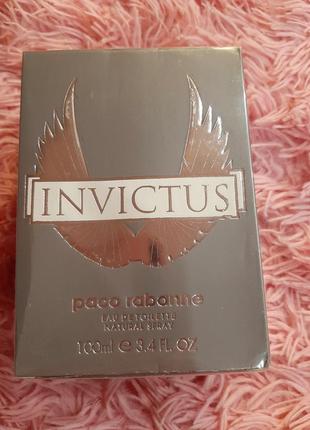 INVICTUS
paco rabanne
EAU DE TOILETTE
NATURAL SPRAY
100ml e 3.4 FL. OZ